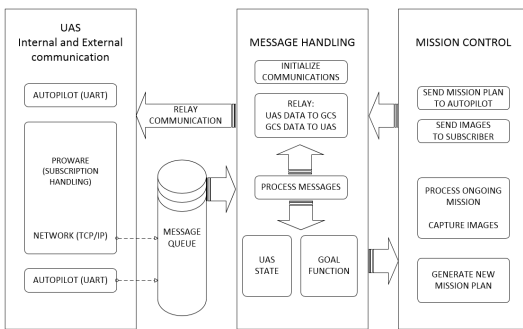 UAS
Internal and External
communication
AUTOPILOT (UART)
PROWARE
(SUBSCRIPTION
HANDLING)
NETWORK (TCP/IP)
AUTOPILOT (UART)
RELAY
COMMUNICATION
MESSAGE
QUEUE
MESSAGE HANDLING
INITIALIZE
COMMUNICATIONS
RELAY:
UAS DATA TO GCS
GCS DATA TO UAS
PROCESS MESSAGES
UAS
STATE
GOAL
FUNCTION
MISSION CONTROL
SEND MISSION PLAN
TO AUTOPILOT
SEND IMAGES
TO SUBSCRIBER
PROCESS ONGOING
MISSION
CAPTURE IMAGES
GENERATE NEW
MISSION PLAN